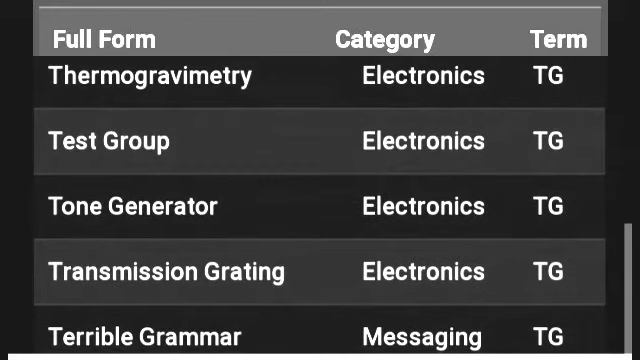 Full Form Category Term
Thermogravimetry Electronics TG
Test Group Electronics TG
Tone Generator Electronics TG
Transmission Grating Electronics TG
Terrible Grammar Messaging TG